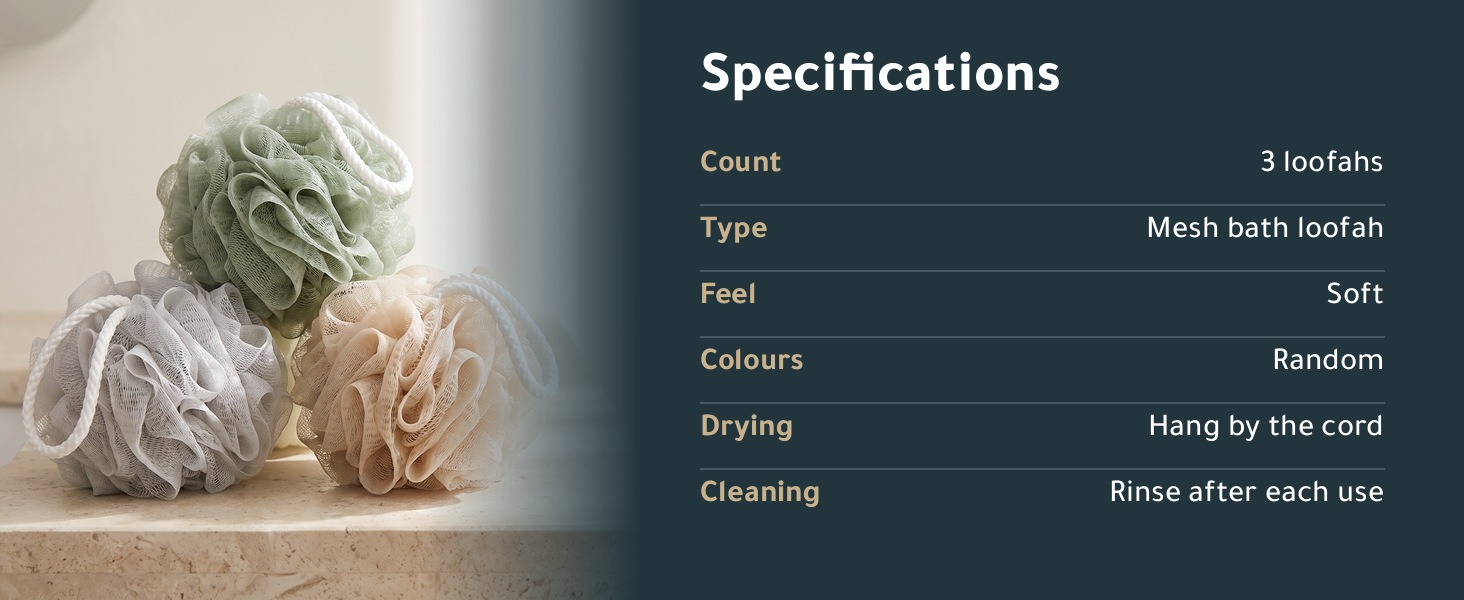 Specifications
Count 3 loofahs
Type Mesh bath loofah
Feel Soft
Colours Random
Drying Hang by the cord
Cleaning Rinse after each use